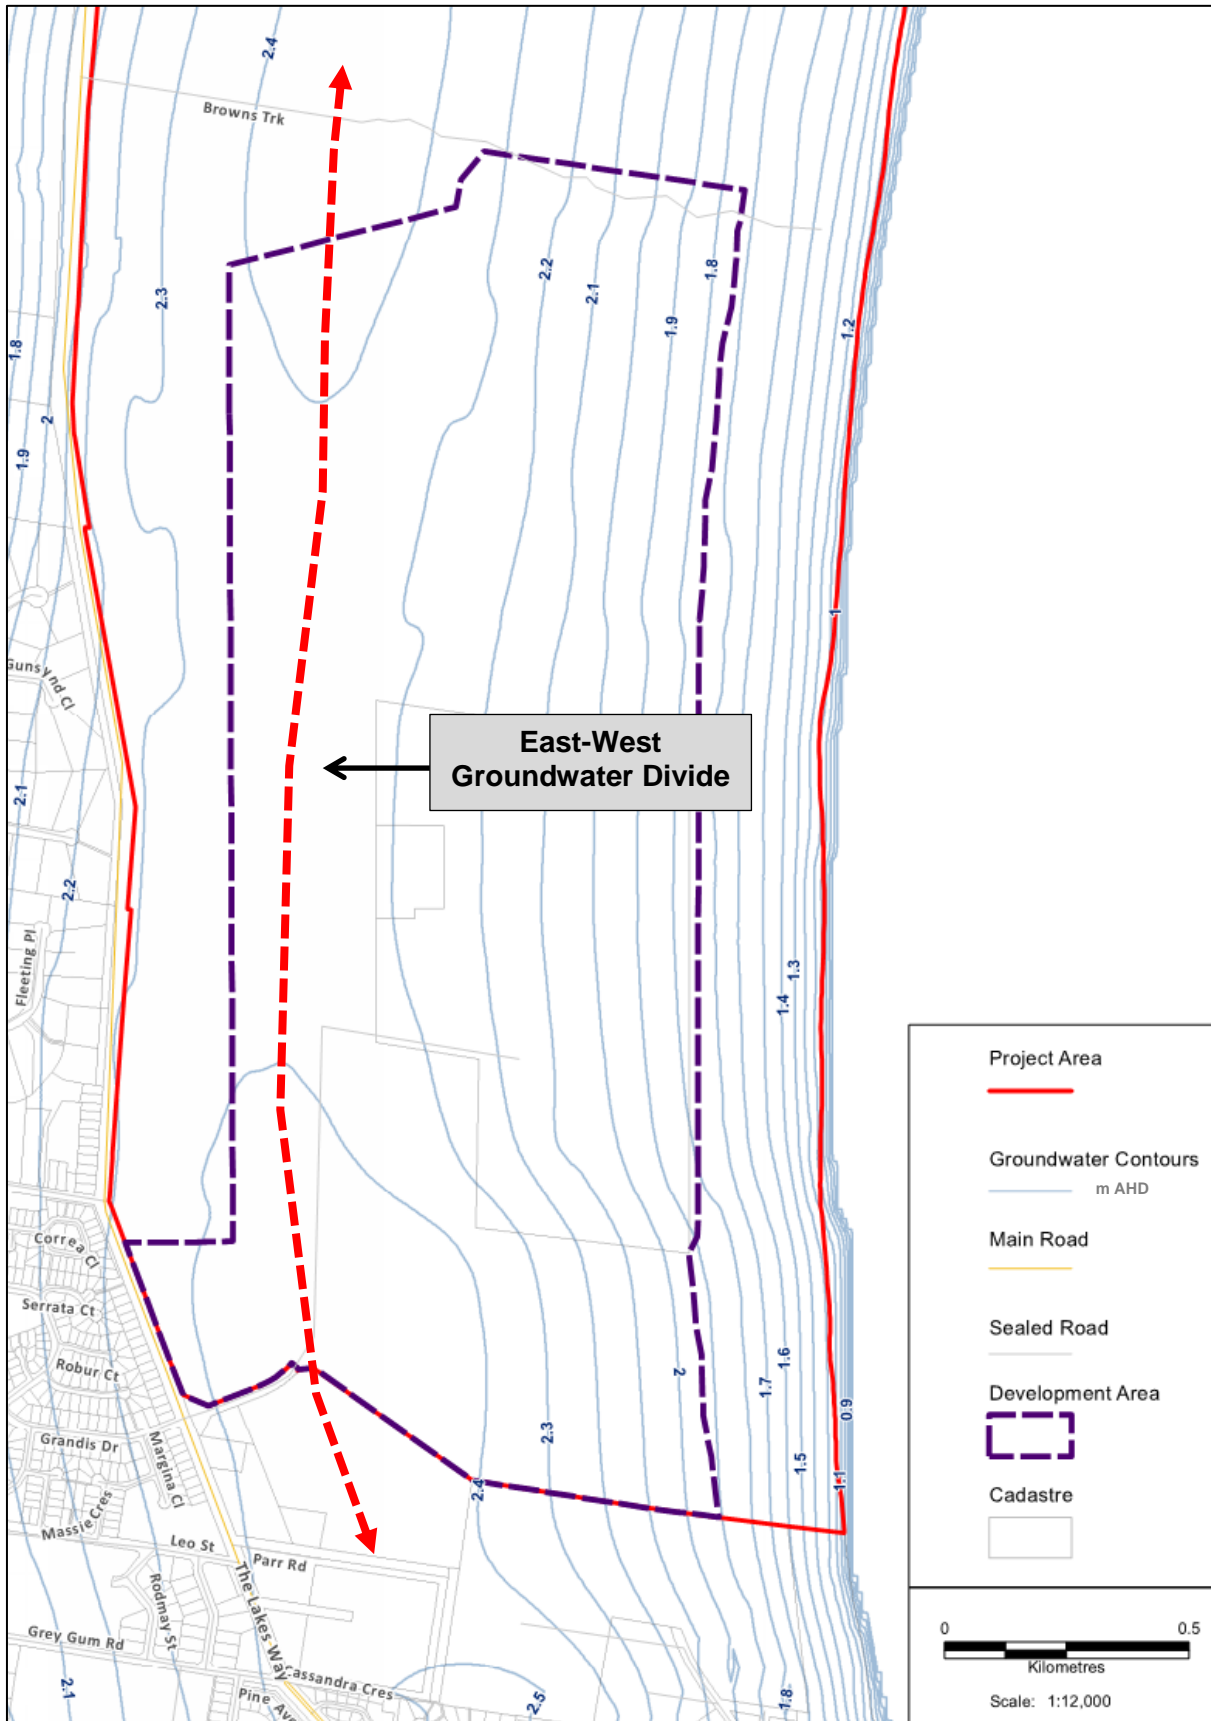 2.4
Browns Trk
2.3
2.2
2.1
1.8
1.9
1.2
1.8
2
1.9
1
Gunsynd Cl
East-West
Groundwater Divide
2.1
2.2
Fleeting Pl
1.3
1.4
Correa Cl
Serrata Ct
Robur Ct
Grandis Dr
Margina Cl
Massie Cres
Leo St
Parr Rd
The Lakes Way
Rodmay St
Grey Gum Rd
Cassandra Cres
2.1
2.5
2.4
2.3
2
1.7
1.6
1.5
0.9
1.1
1.8
Project Area
Groundwater Contours
m AHD
Main Road
Sealed Road
Development Area
Cadastre
0 0.5
Kilometres
Scale: 1:12,000